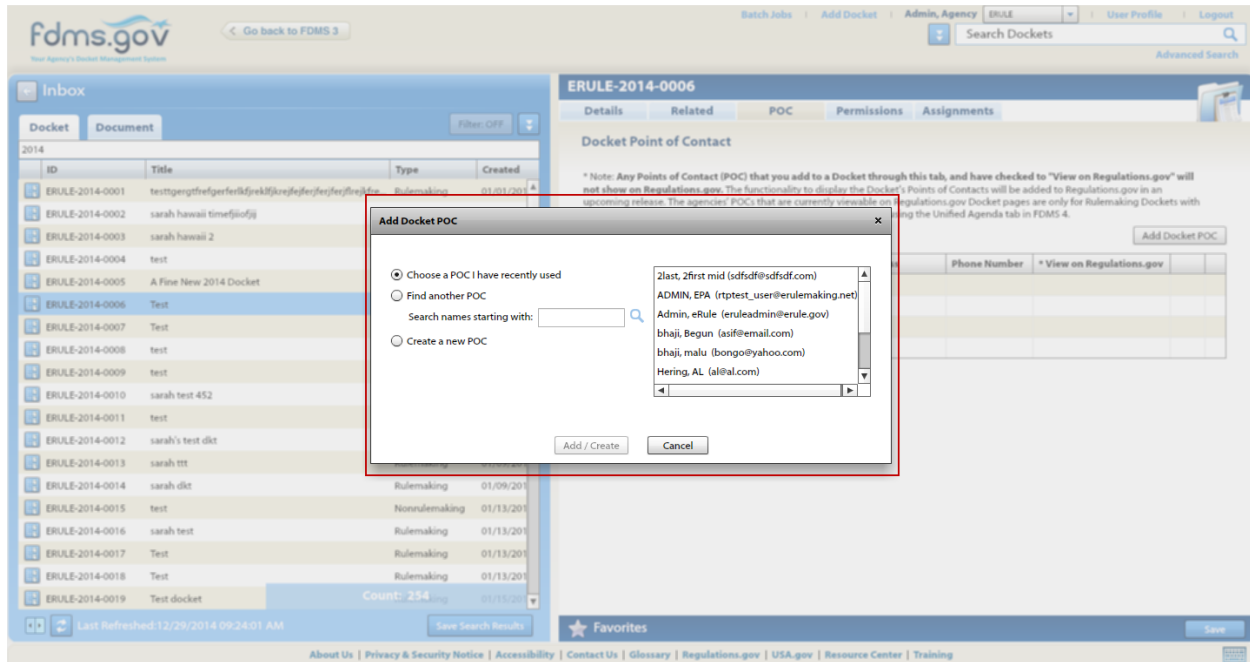 Batch Jobs | Add Docket | Admin, Agency ERULE | User Profile | Logout
fdms.gov
Your Agency's Docket Management System
< Go back to FDMS 3
Search Dockets
Advanced Search
Inbox
Docket Document
Filter: OFF
2014
ID Title Type Created
ERULE-2014-0001 Rulemaking 01/01/201
ERULE-2014-0002 sarah hawaii
ERULE-2014-0003 sarah hawaii 2
ERULE-2014-0004 test
ERULE-2014-0005 A Fine New 2014 Docket
ERULE-2014-0006 Test
ERULE-2014-0007 Test
ERULE-2014-0008 test
ERULE-2014-0009 test
ERULE-2014-0010 sarah test 452
ERULE-2014-0011 test
ERULE-2014-0012 sarah's test dkt
ERULE-2014-0013 sarah ttt
ERULE-2014-0014 sarah dkt Rulemaking 01/09/201
ERULE-2014-0015 test Nonrulemaking 01/13/201
ERULE-2014-0016 sarah test Rulemaking 01/13/201
ERULE-2014-0017 Test Rulemaking 01/13/201
ERULE-2014-0018 Test Rulemaking 01/13/201
ERULE-2014-0019 Test docket
Count: 254
Last Refreshed:12/29/2014 09:24:01 AM
Save Search Results
ERULE-2014-0006
Details Related POC Permissions Assignments
Docket Point of Contact
* Note: Any Points of Contact (POC) that you add to a Docket through this tab, and have checked to "View on Regulations.gov" will
not show on Regulations.gov. The functionality to display the Docket's Points of Contacts will be added to Regulations.gov in an
upcoming release. The agencies' POCs that are currently viewable on Regulations.gov Docket pages are only for Rulemaking Dockets with
the Unified Agenda tab in FDMS 4.
Add Docket POC
Phone Number * View on Regulations.gov
Add Docket POC ×
Choose a POC I have recently used
Find another POC
Search names starting with:
Create a new POC
2last, 2first mid (sdfsdf@sdfsdf.com)
ADMIN, EPA (rtptest_user@erulemaking.net)
Admin, eRule (eruleadmin@erule.gov)
bhaji, Begun (asif@email.com)
bhaji, malu (bongo@yahoo.com)
Hering, AL (al@al.com)
Add / Create Cancel
Favorites
Save
About Us | Privacy & Security Notice | Accessibility | Contact Us | Glossary | Regulations.gov | USA.gov | Resource Center | Training